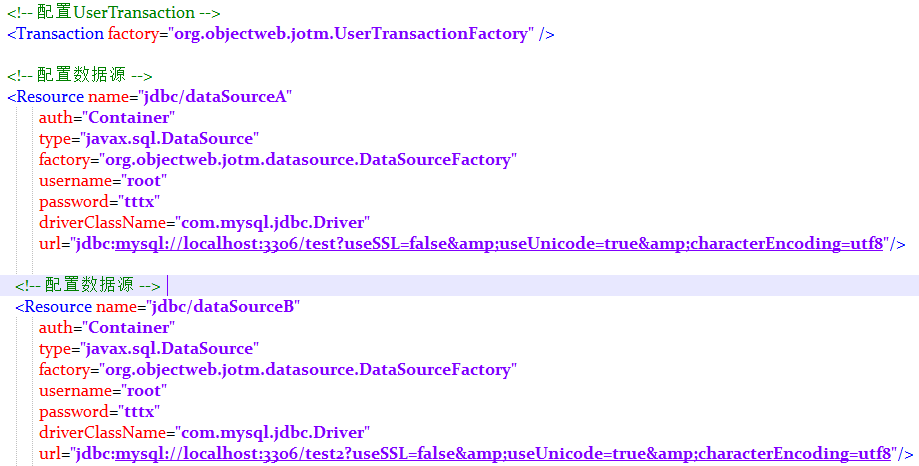 <!-- 配置UserTransaction -->
<Transaction factory="org.objectweb.jotm.UserTransactionFactory" />
<!-- 配置数据源 -->
<Resource name="jdbc/dataSourceA"
auth="Container"
type="javax.sql.DataSource"
factory="org.objectweb.jotm.datasource.DataSourceFactory"
username="root"
password="tttx"
driverClassName="com.mysql.jdbc.Driver"
url="jdbc:mysql://localhost:3306/test?useSSL=false&amp;useUnicode=true&amp;characterEncoding=utf8"/>
<!-- 配置数据源 -->
<Resource name="jdbc/dataSourceB"
auth="Container"
type="javax.sql.DataSource"
factory="org.objectweb.jotm.datasource.DataSourceFactory"
username="root"
password="tttx"
driverClassName="com.mysql.jdbc.Driver"
url="jdbc:mysql://localhost:3306/test2?useSSL=false&amp;useUnicode=true&amp;characterEncoding=utf8"/>